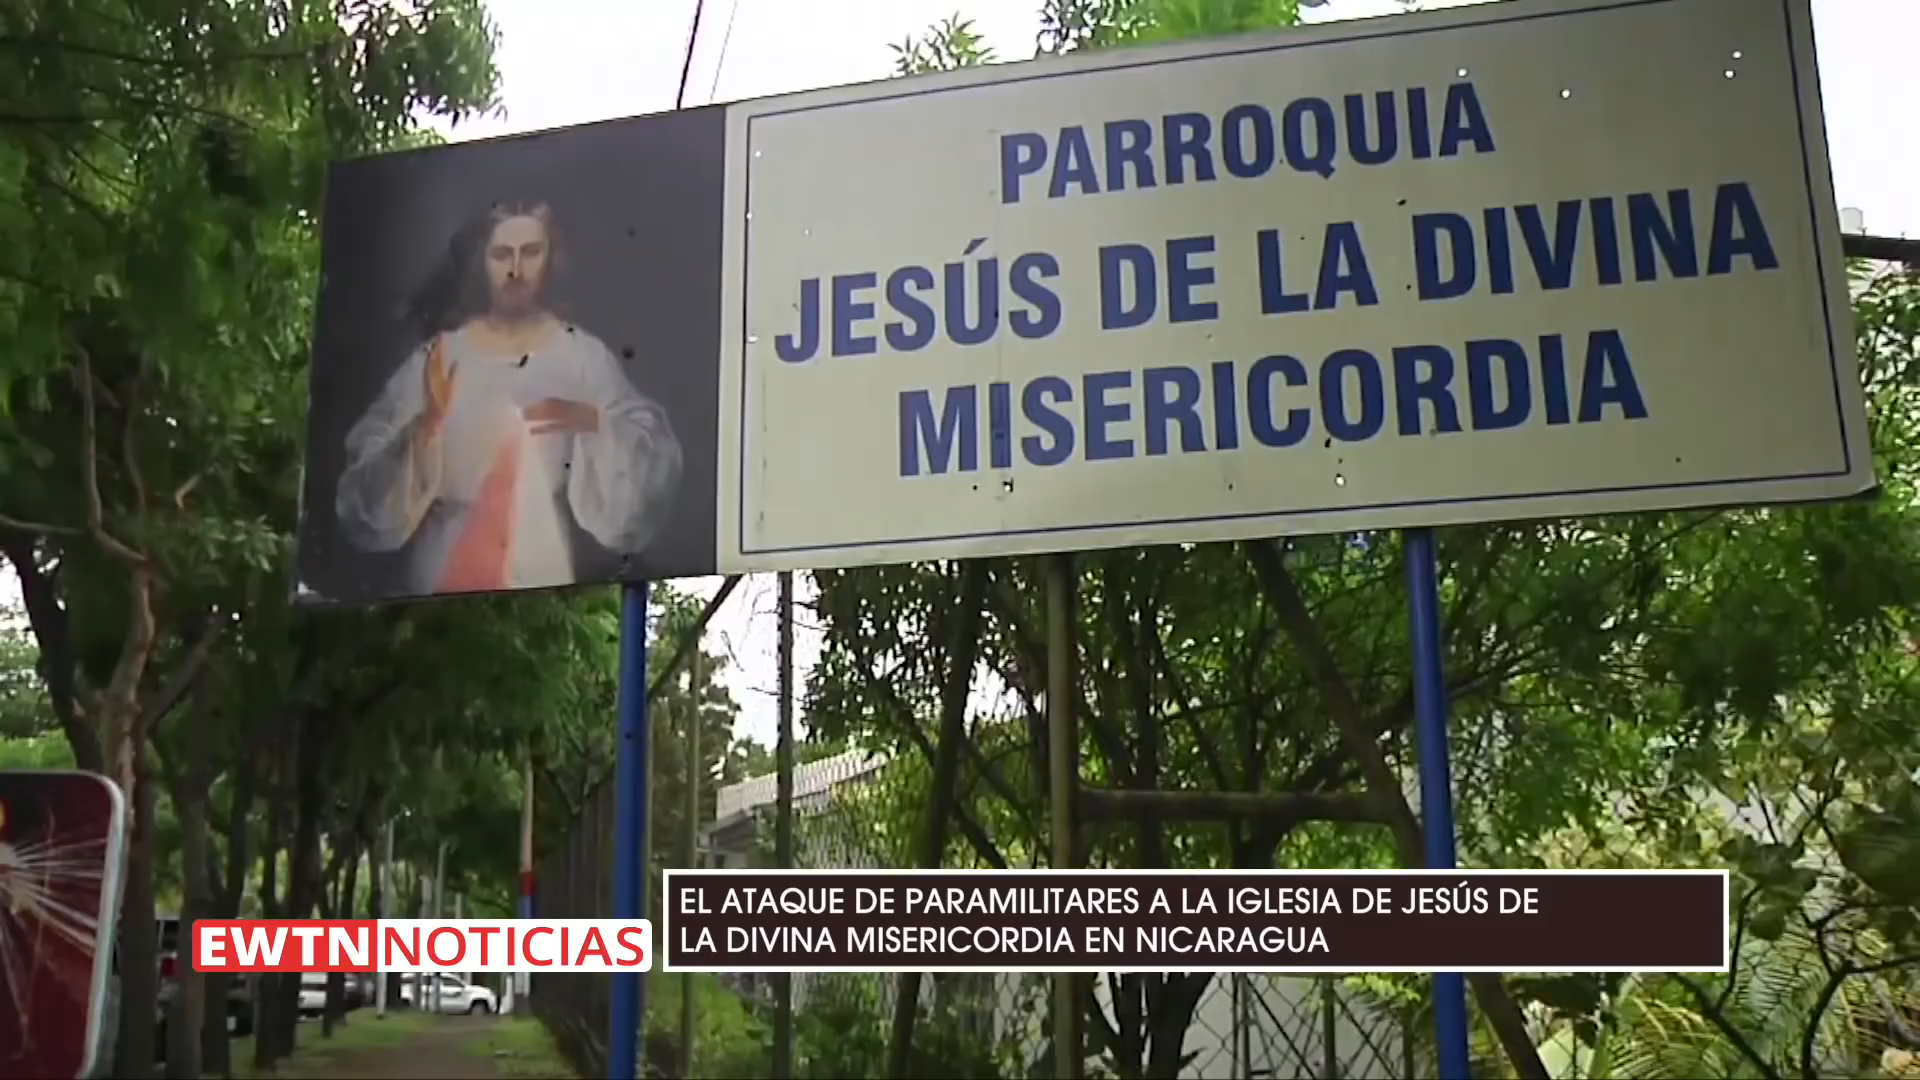 PARROQUIA
JESÚS DE LA DIVINA
MISERICORDIA
EL ATAQUE DE PARAMILITARES A LA IGLESIA DE JESÚS DE
LA DIVINA MISERICORDIA EN NICARAGUA
EWTN NOTICIAS